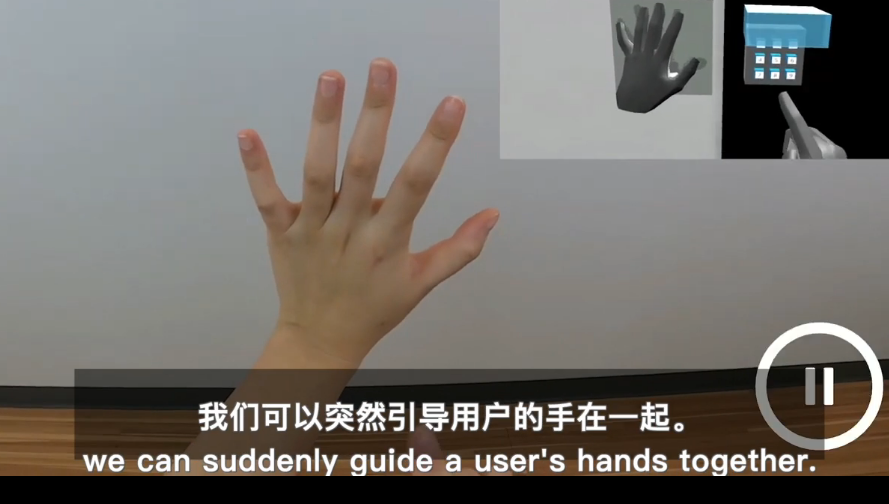 我们可以突然引导用户的手在一起。
we can suddenly guide a user's hands together.